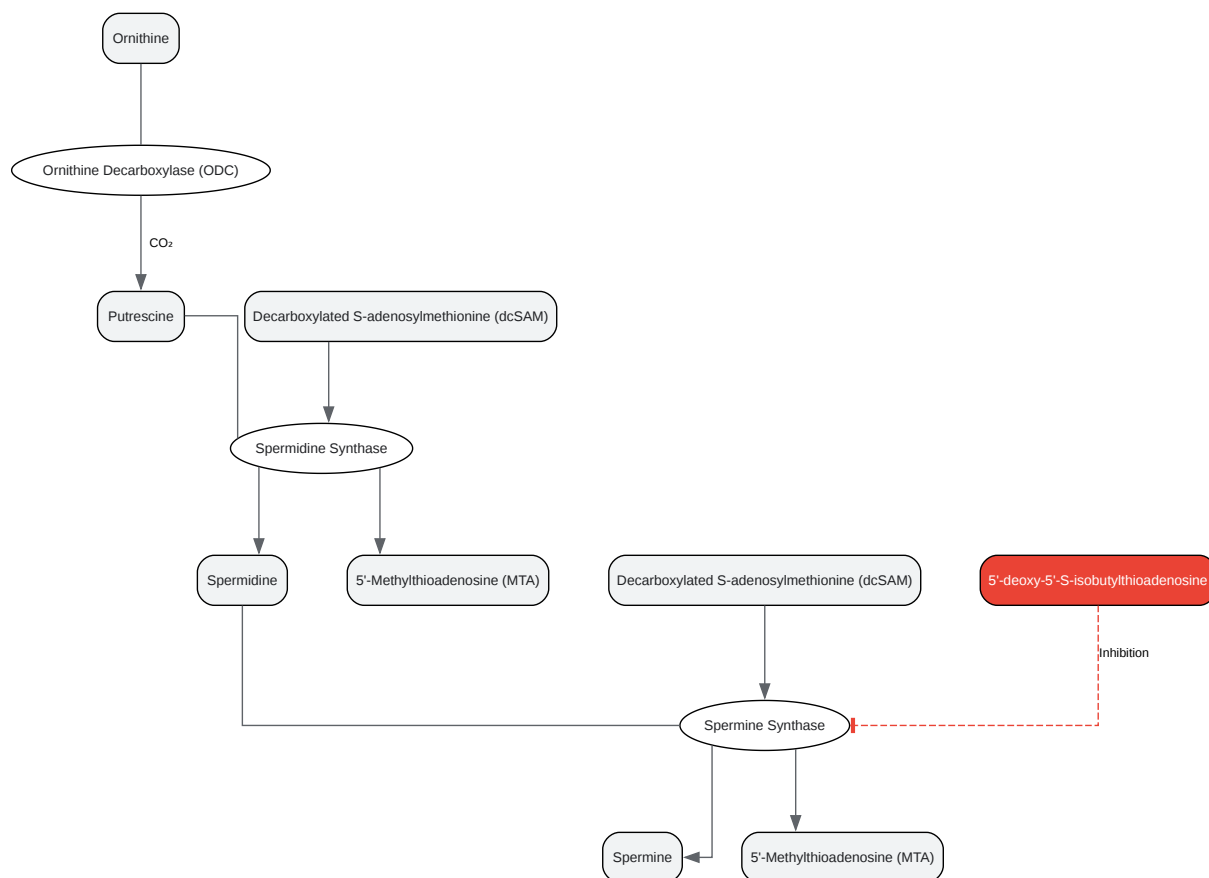 Ornithine
Ornithine Decarboxylase (ODC)
CO₂
Putrescine
Decarboxylated S-adenosylmethionine (dcSAM)
Spermidine Synthase
Spermidine
5'-Methylthioadenosine (MTA)
Decarboxylated S-adenosylmethionine (dcSAM)
5'-deoxy-5'-S-isobutylthioadenosine
Inhibition
Spermine Synthase
Spermine
5'-Methylthioadenosine (MTA)